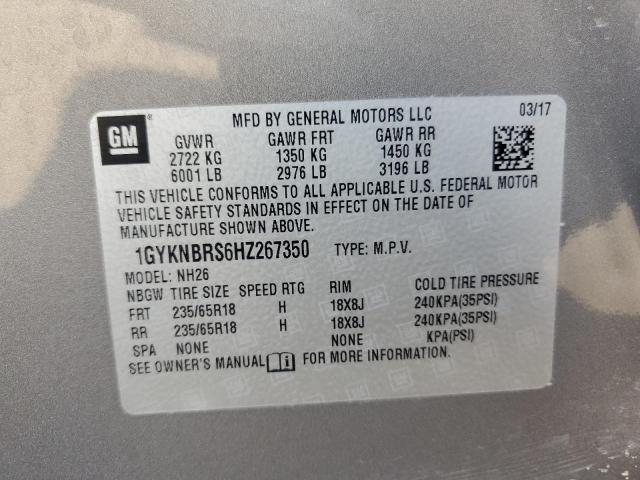 GM
MFD BY GENERAL MOTORS LLC 03/17
GVWR GAWR FRT GAWR RR
2722 KG 1350 KG 1450 KG
6001 LB 2976 LB 3196 LB
THIS VEHICLE CONFORMS TO ALL APPLICABLE U.S. FEDERAL MOTOR
VEHICLE SAFETY STANDARDS IN EFFECT ON THE DATE OF
MANUFACTURE SHOWN ABOVE.
1GYKNBRS6HZ267350 TYPE: M.P.V.
MODEL: NH26
NBGW TIRE SIZE SPEED RTG RIM COLD TIRE PRESSURE
FRT 235/65R18 H 18X8J 240KPA(35PSI)
RR 235/65R18 H 18X8J 240KPA(35PSI)
SPA NONE NONE KPA(PSI)
SEE OWNER'S MANUAL FOR MORE INFORMATION.